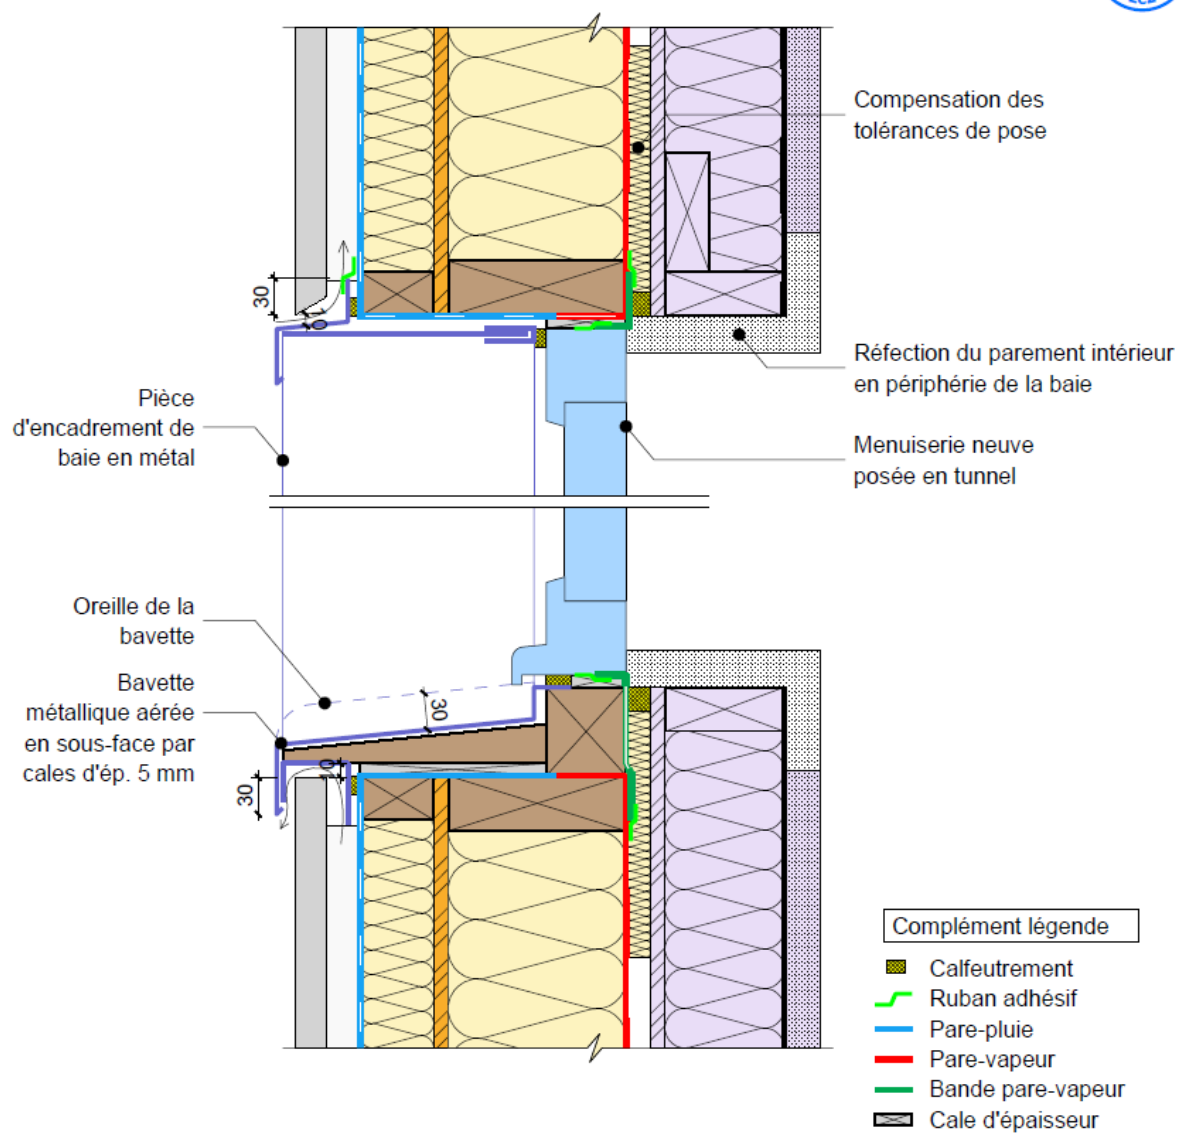 Compensation des
tolérances de pose
30
10
Réfection du parement intérieur
en périphérie de la baie
Pièce
d'encadrement de
baie en métal
Menuiserie neuve
posée en tunnel
Oreille de la
bavette
30
Bavette
métallique aérée
en sous-face par
cales d'ép. 5 mm
10
30
Complément légende
Calfeutrement
Ruban adhésif
Pare-pluie
Pare-vapeur
Bande pare-vapeur
Cale d'épaisseur